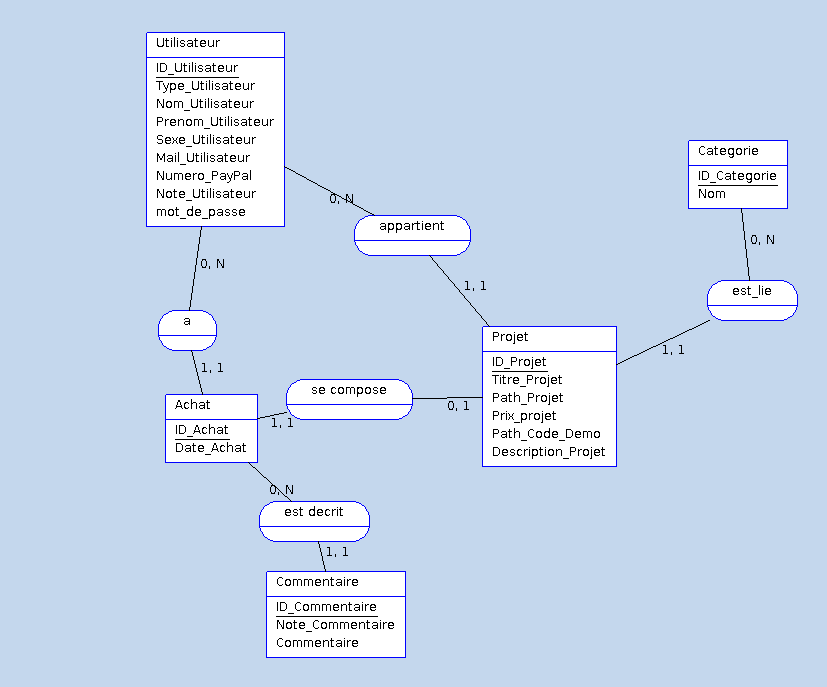 Utilisateur
ID_Utilisateur
Type_Utilisateur
Nom_Utilisateur
Prenom_Utilisateur
Sexe_Utilisateur
Mail_Utilisateur
Numero_PayPal
Note_Utilisateur
mot_de_passe
Categorie
ID_Categorie
Nom
0, N
appartient
0, N
0, N
est_lie
1, 1
a
1, 1
1, 1
Projet
ID_Projet
Titre_Projet
Path_Projet
Prix_projet
Path_Code_Demo
Description_Projet
se compose
1, 1
0, 1
Achat
ID_Achat
Date_Achat
0, N
est decrit
1, 1
Commentaire
ID_Commentaire
Note_Commentaire
Commentaire